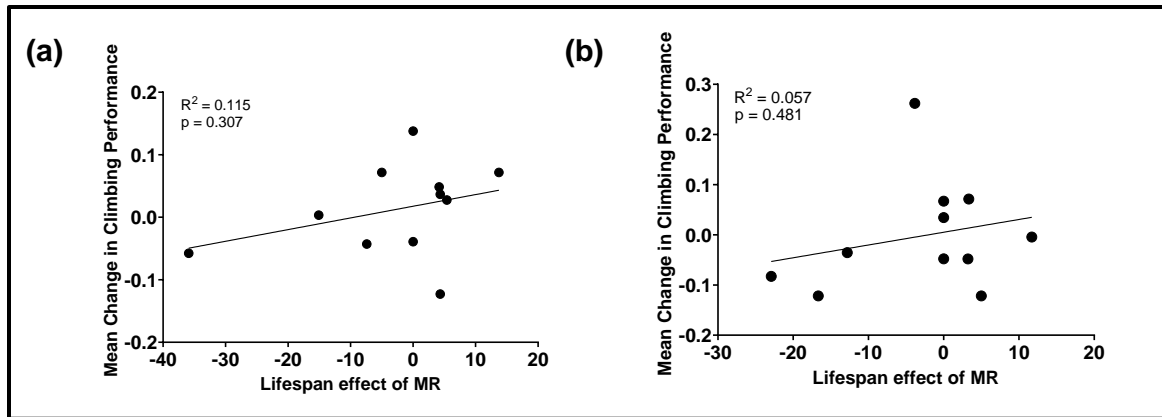 (a)
Mean Change in Climbing Performance
R² = 0.115
p = 0.307
0.2
0.1
0.0
-0.1
-0.2
-40 -30 -20 -10 0 10 20
Lifespan effect of MR
(b)
Mean Change in Climbing Performance
R² = 0.057
p = 0.481
0.3
0.2
0.1
0.0
-0.1
-0.2
-30 -20 -10 0 10 20
Lifespan effect of MR